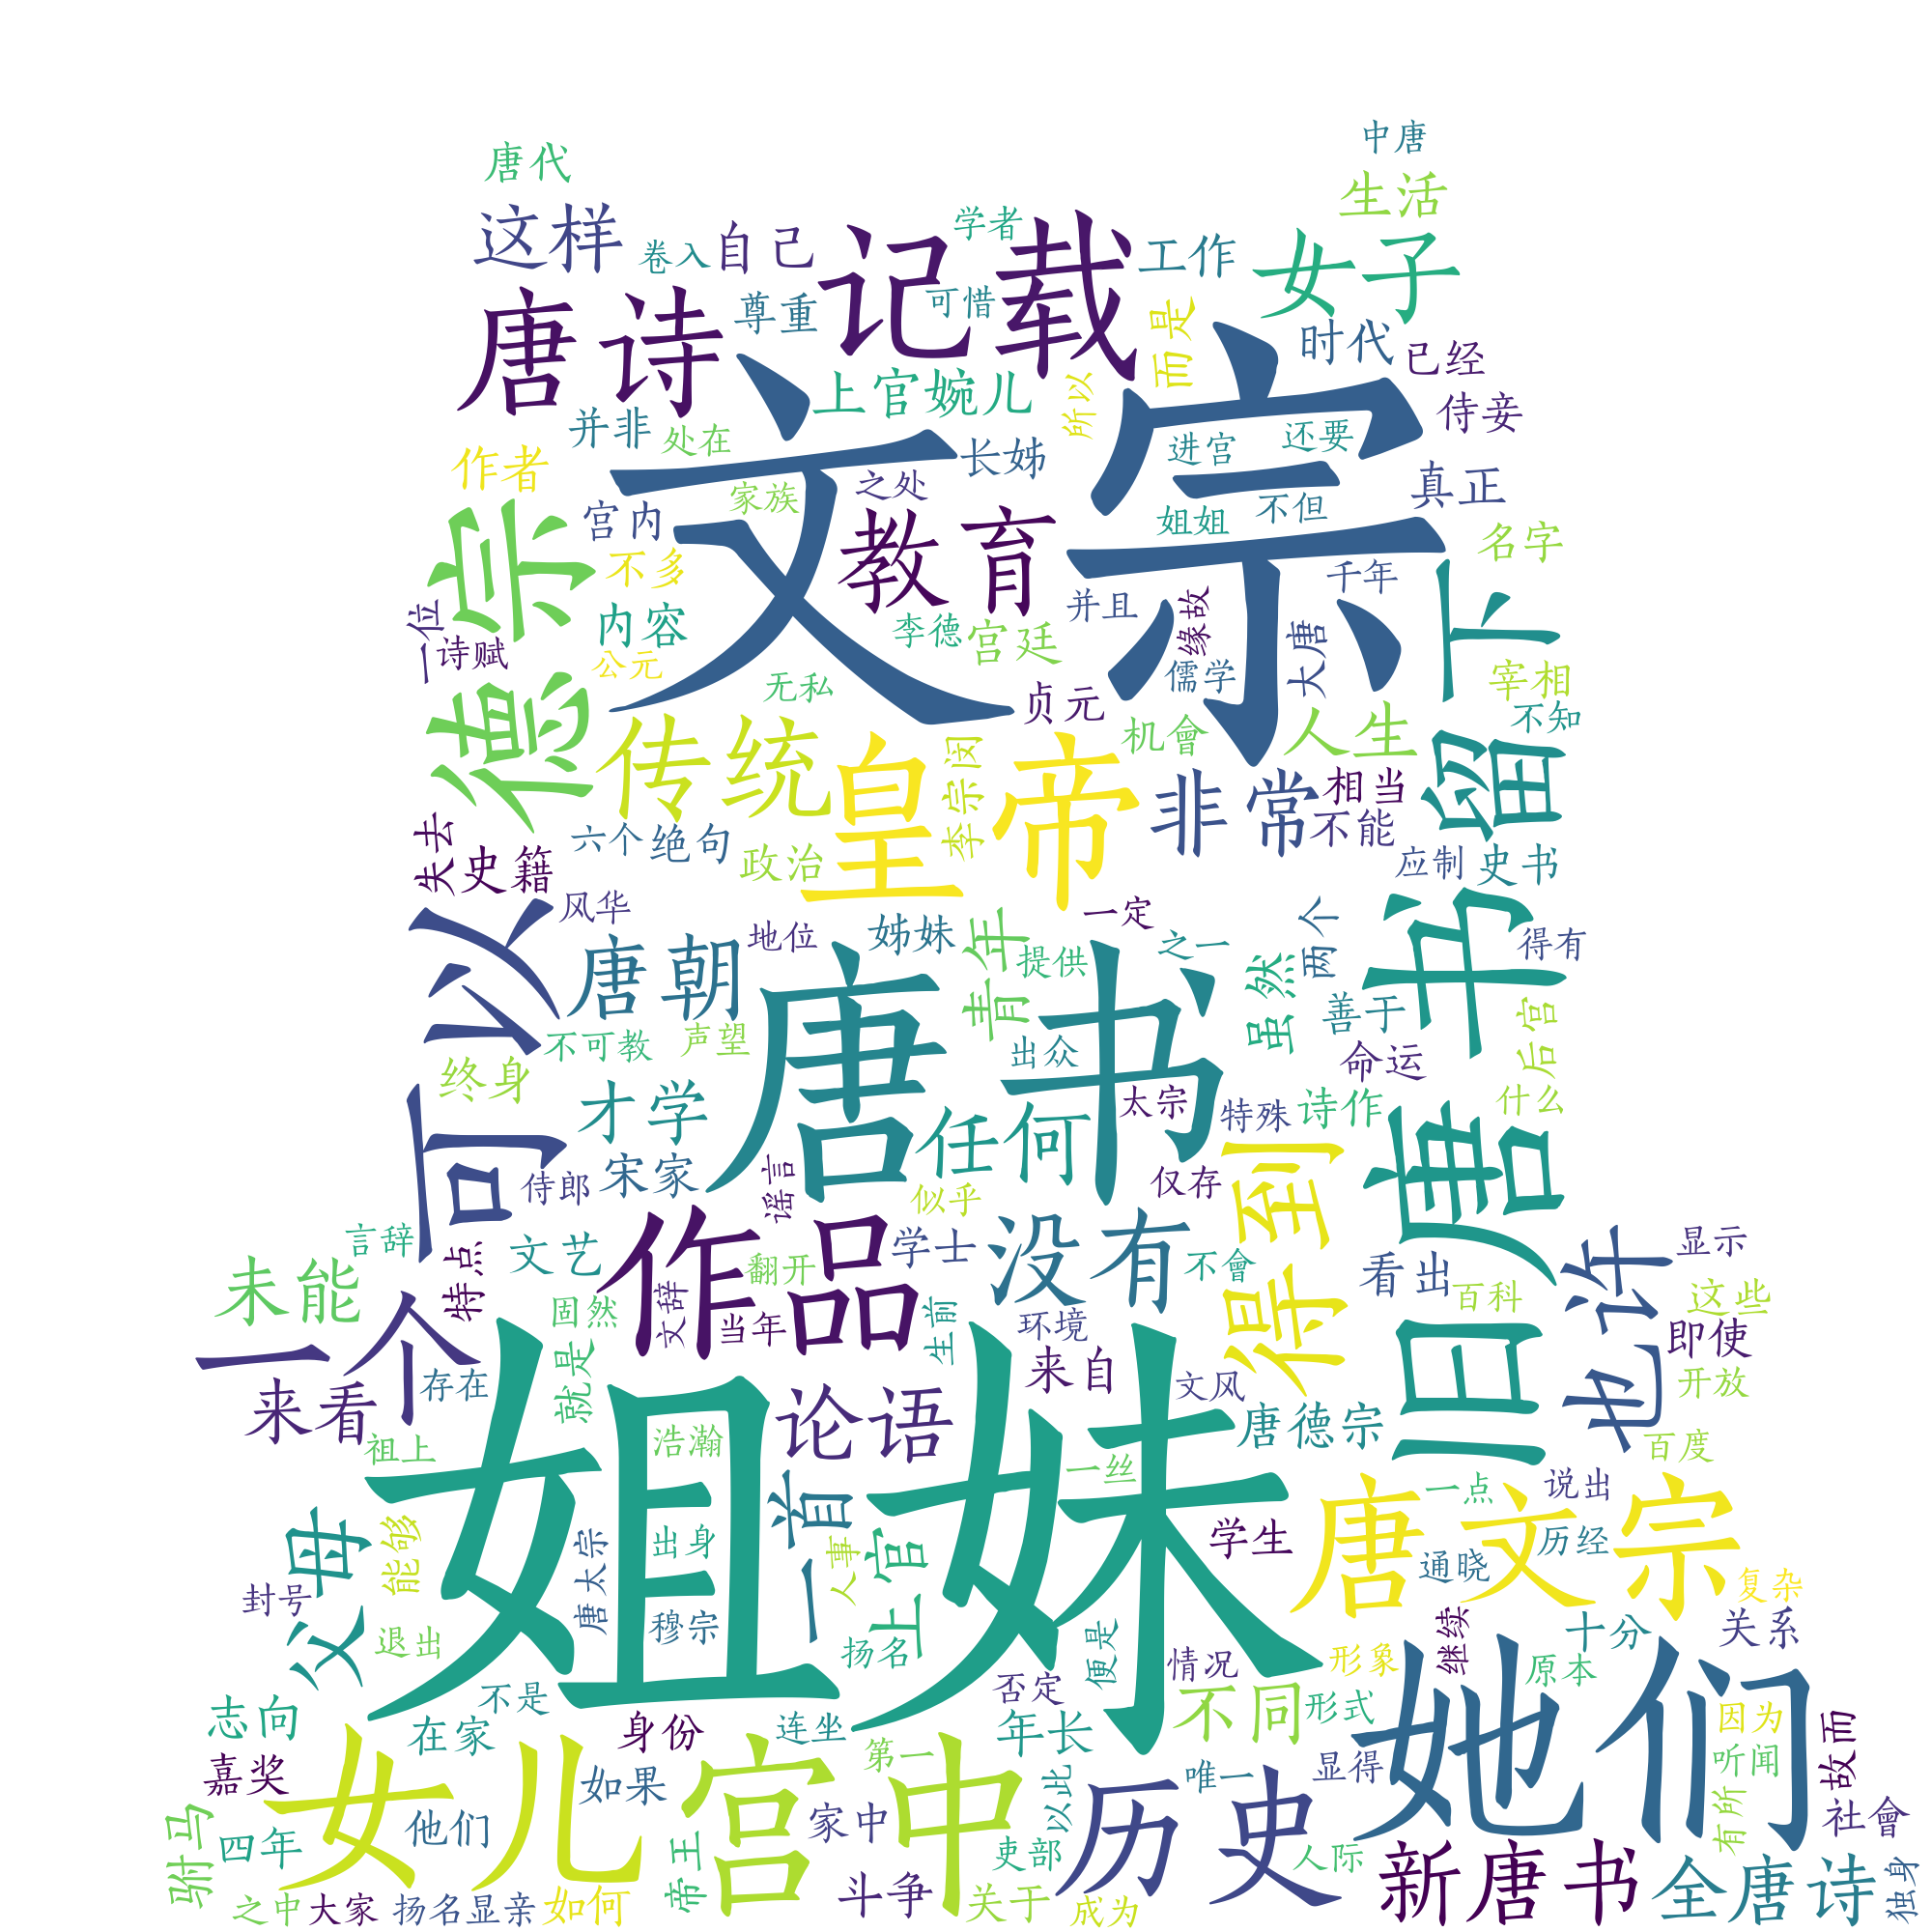 中唐
唐代
生活
这样
卷入
自己
记载
学者
工作
女子
唐诗
尊重
可惜
而是
时代
已经
上官婉儿
所以
侍妾
并非
处在
文宗
长姊
进宫
还要
作者
家族
之处
真正
宫内
教育
姐姐
不但
名字
德宗
不多
千年
一位
内容
李德
宫廷
并且
缘故
留下
诗赋
公元
无私
儒学
大唐
宰相
贞元
机會
人生
不知
传统
皇帝
李宗闵
非常
相当
不能
失去
史籍
六个
绝句
政治
应制
史书
风华
地位
姊妹
青年
一定
之一
两个
得有
可以
唐朝
唐书
提供
虽然
善于
旧唐书
后宫
不可教
声望
出众
命运
终身
才学
任何
太宗
特殊
诗作
什么
宋家
侍郎
谣言
似乎
仅存
得到
言辞
特点
文艺
作品
翻开
学士
没有
不會
看出
也许
显示
未能
一个
固然
文辞
当年
生前
环境
百科
这些
来看
存在
就是
论语
来自
文风
唐德宗
即使
开放
祖上
姐妹
浩瀚
一首
一丝
一点
说出
百度
父母
能够
唐太宗
出身
人事
上官
学生
唐文宗
通晓
历经
复杂
封号
退出
穆宗
扬名
便是
情况
形象
继续
原本
十分
关系
志向
在家
不是
身份
连坐
否定
年长
不同
形式
她们
因为
故而
嘉奖
女儿
如果
宫中
第一
以此
唯一
显得
听闻
驸马
四年
他们
帝王
家中
吏部
历史
人际
有所
社會
之中
大家
扬名显亲
如何
斗争
关于
成为
新唐书
全唐诗
独身